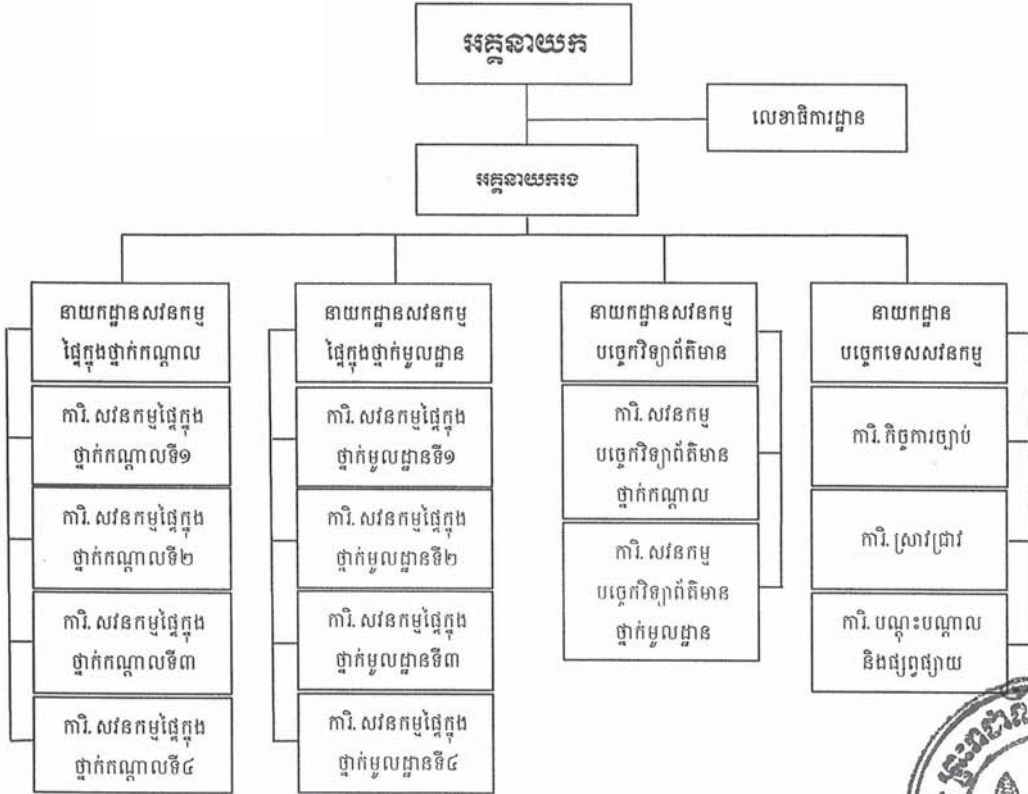 អគ្គនាយក
លេខាធិការដ្ឋាន
អគ្គនាយករង
នាយកដ្ឋានសវនកម្ម
ផ្ទៃក្នុងថ្នាក់កណ្តាល
ការិ. សវនកម្មផ្ទៃក្នុង
ថ្នាក់កណ្តាលទី១
ការិ. សវនកម្មផ្ទៃក្នុង
ថ្នាក់កណ្តាលទី២
ការិ. សវនកម្មផ្ទៃក្នុង
ថ្នាក់កណ្តាលទី៣
ការិ. សវនកម្មផ្ទៃក្នុង
ថ្នាក់កណ្តាលទី៤
នាយកដ្ឋានសវនកម្ម
ផ្ទៃក្នុងថ្នាក់មូលដ្ឋាន
ការិ. សវនកម្មផ្ទៃក្នុង
ថ្នាក់មូលដ្ឋានទី១
ការិ. សវនកម្មផ្ទៃក្នុង
ថ្នាក់មូលដ្ឋានទី២
ការិ. សវនកម្មផ្ទៃក្នុង
ថ្នាក់មូលដ្ឋានទី៣
ការិ. សវនកម្មផ្ទៃក្នុង
ថ្នាក់មូលដ្ឋានទី៤
នាយកដ្ឋានសវនកម្ម
បច្ចេកវិទ្យាព័ត៌មាន
ការិ. សវនកម្ម
បច្ចេកវិទ្យាព័ត៌មាន
ថ្នាក់កណ្តាល
ការិ. សវនកម្ម
បច្ចេកវិទ្យាព័ត៌មាន
ថ្នាក់មូលដ្ឋាន
នាយកដ្ឋាន
បច្ចេកទេសសវនកម្ម
ការិ. កិច្ចការច្បាប់
ការិ. ស្រាវជ្រាវ
ការិ. បណ្តុះបណ្តាល
និងផ្សព្វផ្សាយ